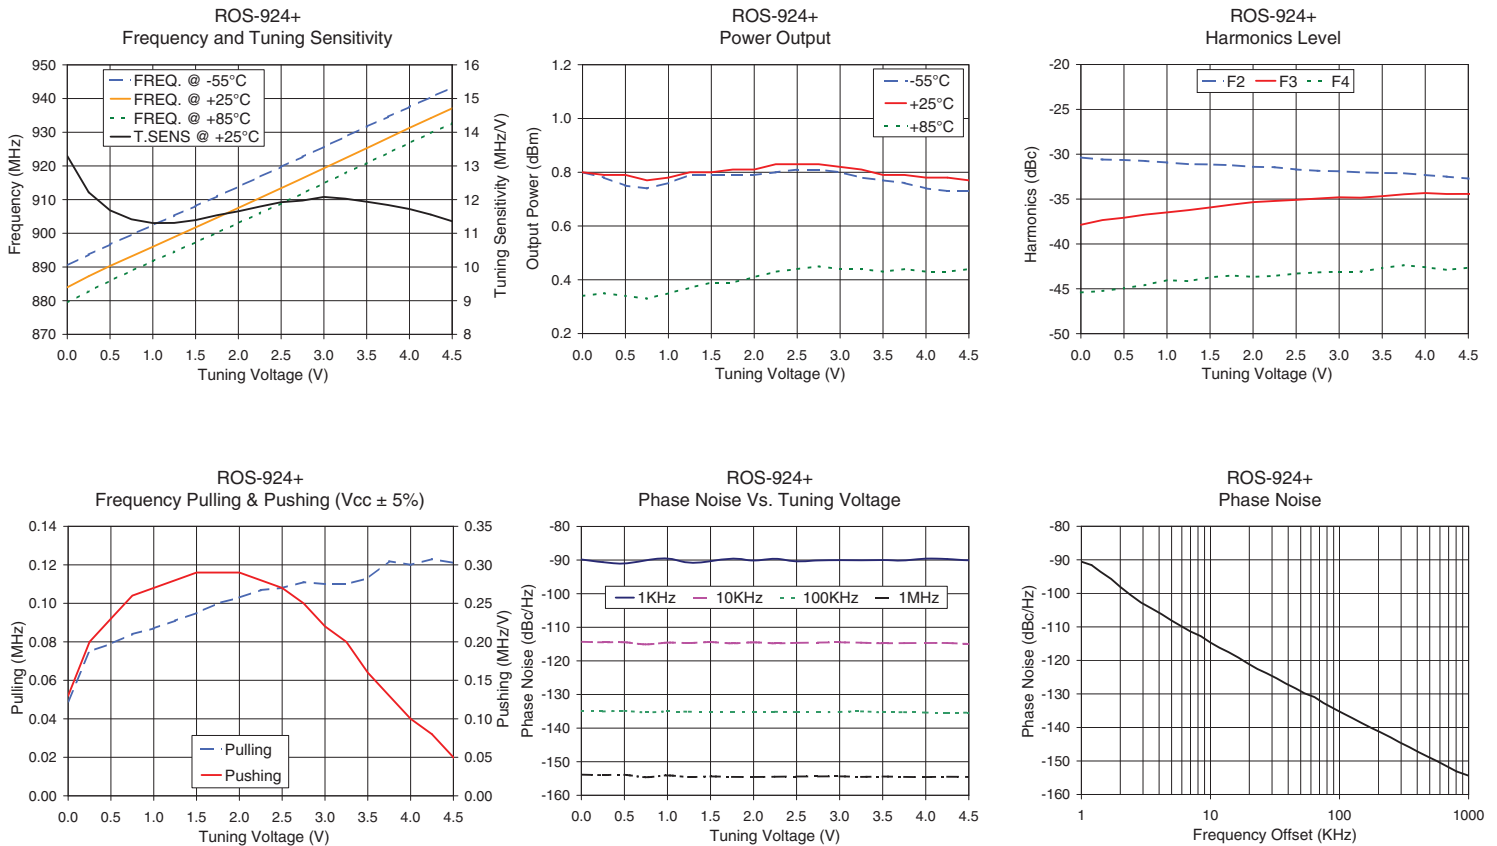 ROS-924+
Frequency and Tuning Sensitivity
FREQ. @ -55°C
FREQ. @ +25°C
FREQ. @ +85°C
T.SENS @ +25°C
950
940
930
920
910
900
890
880
870
16
15
14
13
12
11
10
9
8
0.0 0.5 1.0 1.5 2.0 2.5 3.0 3.5 4.0 4.5
Frequency (MHz)
Tuning Sensitivity (MHz/V)
Tuning Voltage (V)
ROS-924+
Power Output
-55°C
+25°C
+85°C
1.2
1.0
0.8
0.6
0.4
0.2
0.0 0.5 1.0 1.5 2.0 2.5 3.0 3.5 4.0 4.5
Output Power (dBm)
Tuning Voltage (V)
ROS-924+
Harmonics Level
F2 F3 F4
-20
-25
-30
-35
-40
-45
-50
0.0 0.5 1.0 1.5 2.0 2.5 3.0 3.5 4.0 4.5
Harmonics (dBc)
Tuning Voltage (V)
ROS-924+
Frequency Pulling & Pushing (Vcc ± 5%)
0.14
0.12
0.10
0.08
0.06
0.04
0.02
0.00
0.35
0.30
0.25
0.20
0.15
0.10
0.05
0.00
Pulling
Pushing
0.0 0.5 1.0 1.5 2.0 2.5 3.0 3.5 4.0 4.5
Pulling (MHz)
Pushing (MHz/V)
Tuning Voltage (V)
ROS-924+
Phase Noise Vs. Tuning Voltage
1KHz 10KHz 100KHz 1MHz
-80
-90
-100
-110
-120
-130
-140
-150
-160
0.0 0.5 1.0 1.5 2.0 2.5 3.0 3.5 4.0 4.5
Phase Noise (dBc/Hz)
Tuning Voltage (V)
ROS-924+
Phase Noise
-80
-90
-100
-110
-120
-130
-140
-150
-160
1 10 100 1000
Phase Noise (dBc/Hz)
Frequency Offset (KHz)